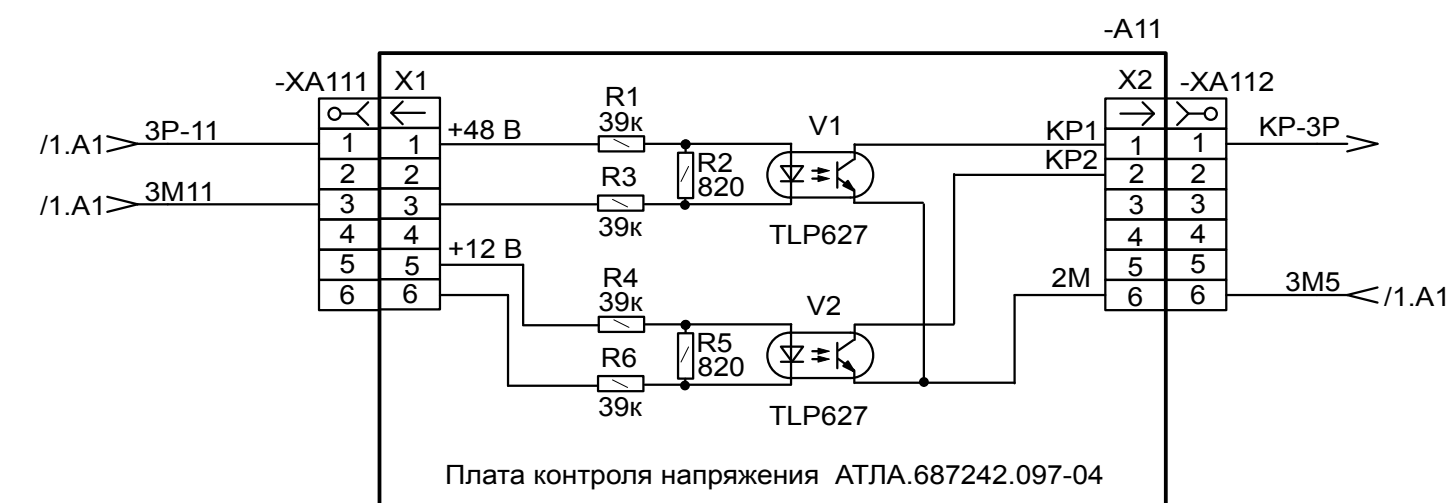 -A11
-XA111 X1 X2 -XA112
R1
39к
V1
/1.A1 3P-11 1 1 +48 В KP1 1 1 KP-3P
R2
820
2 2 KP2 2 2
R3
39к
/1.A1 3M11 3 3 3 3
TLP627
4 4 4 4
+12 В
5 5 5 5
R4
39к
V2
6 6 2M 6 6 3M5 /1.A1
R5
820
R6
39к
TLP627
Плата контроля напряжения АТЛА.687242.097-04